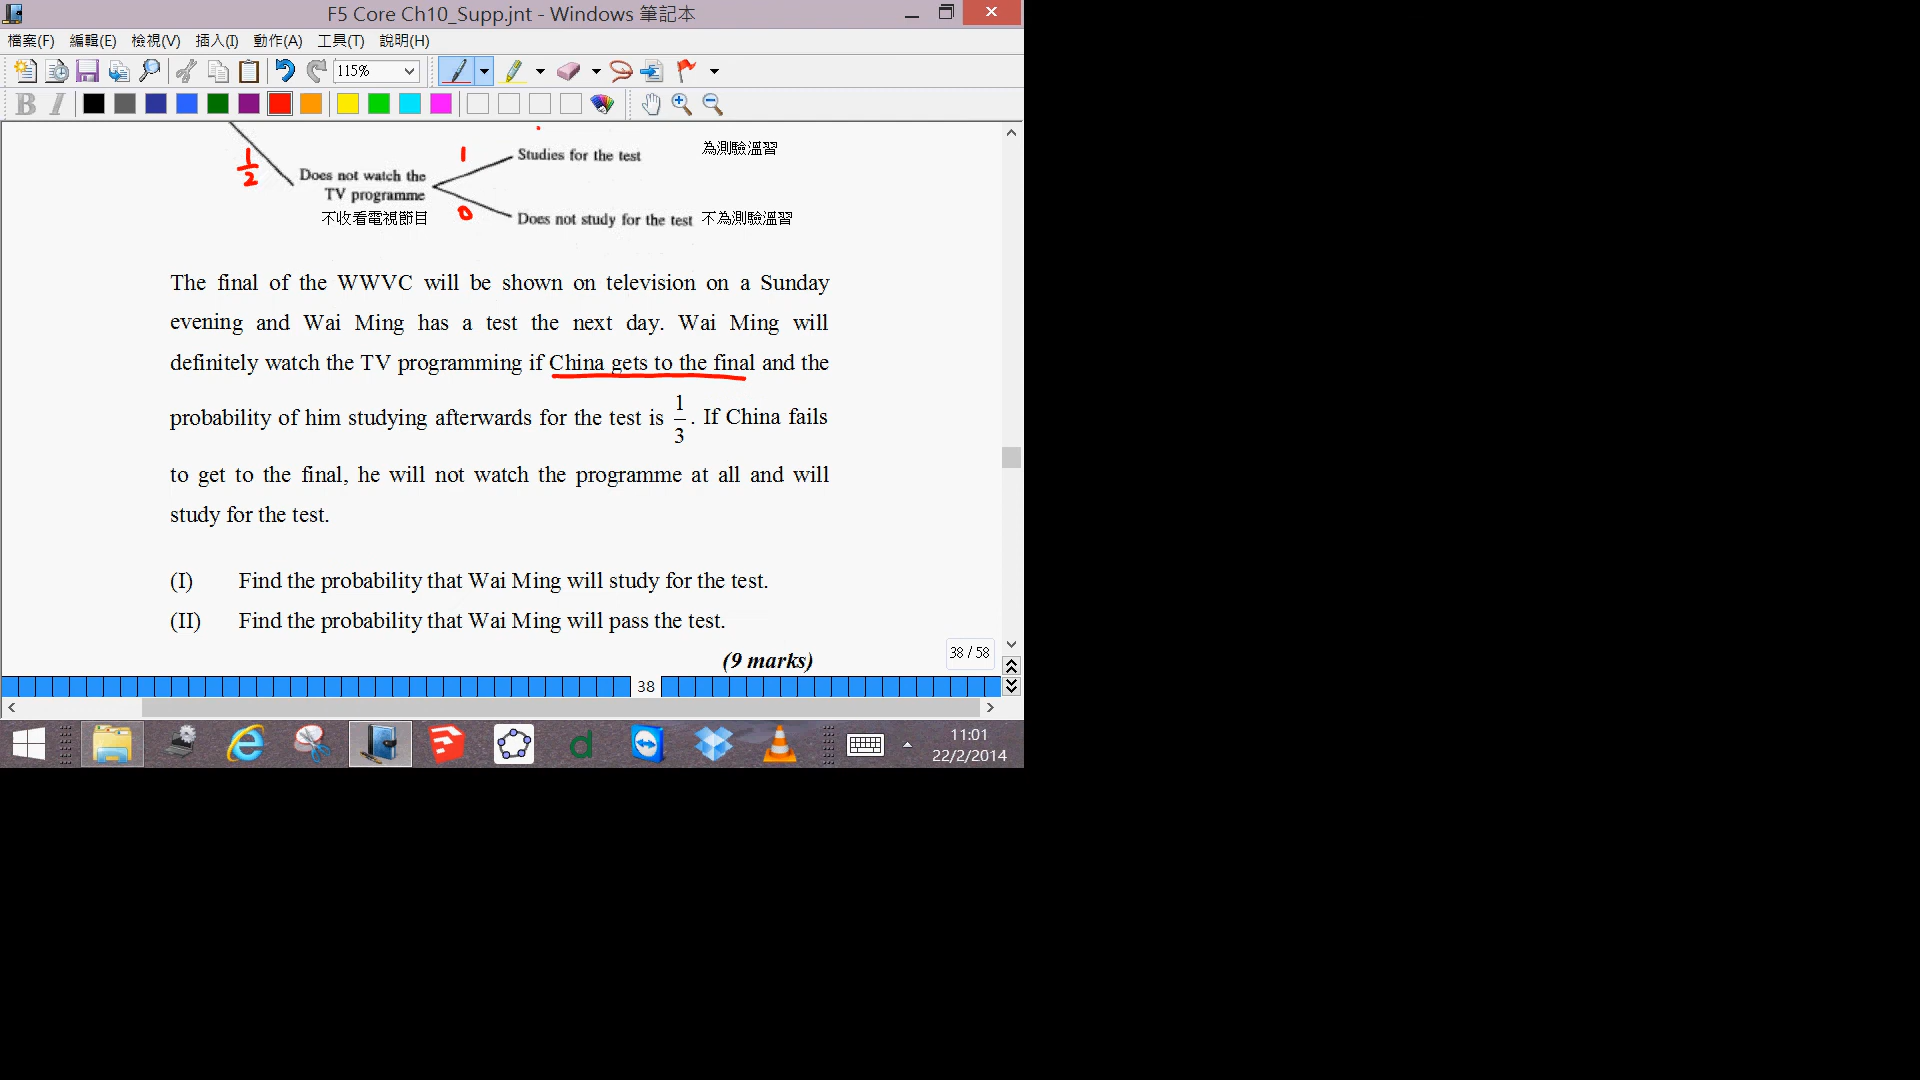 F5 Core Ch10_Supp.jnt - Windows 筆記本
檔案(F) 編輯(E) 檢視(V) 插入(I) 動作(A) 工具(T) 說明(H)
115%
B I
1/2
1
Studies for the test 為測驗溫習
Does not watch the
TV programme
不收看電視節目
0
Does not study for the test 不為測驗溫習
The final of the WWVC will be shown on television on a Sunday
evening and Wai Ming has a test the next day. Wai Ming will
definitely watch the TV programming if China gets to the final and the
probability of him studying afterwards for the test is 1/3. If China fails
to get to the final, he will not watch the programme at all and will
study for the test.
(I) Find the probability that Wai Ming will study for the test.
(II) Find the probability that Wai Ming will pass the test.
(9 marks)
38 / 58
38
d
11:01
22/2/2014